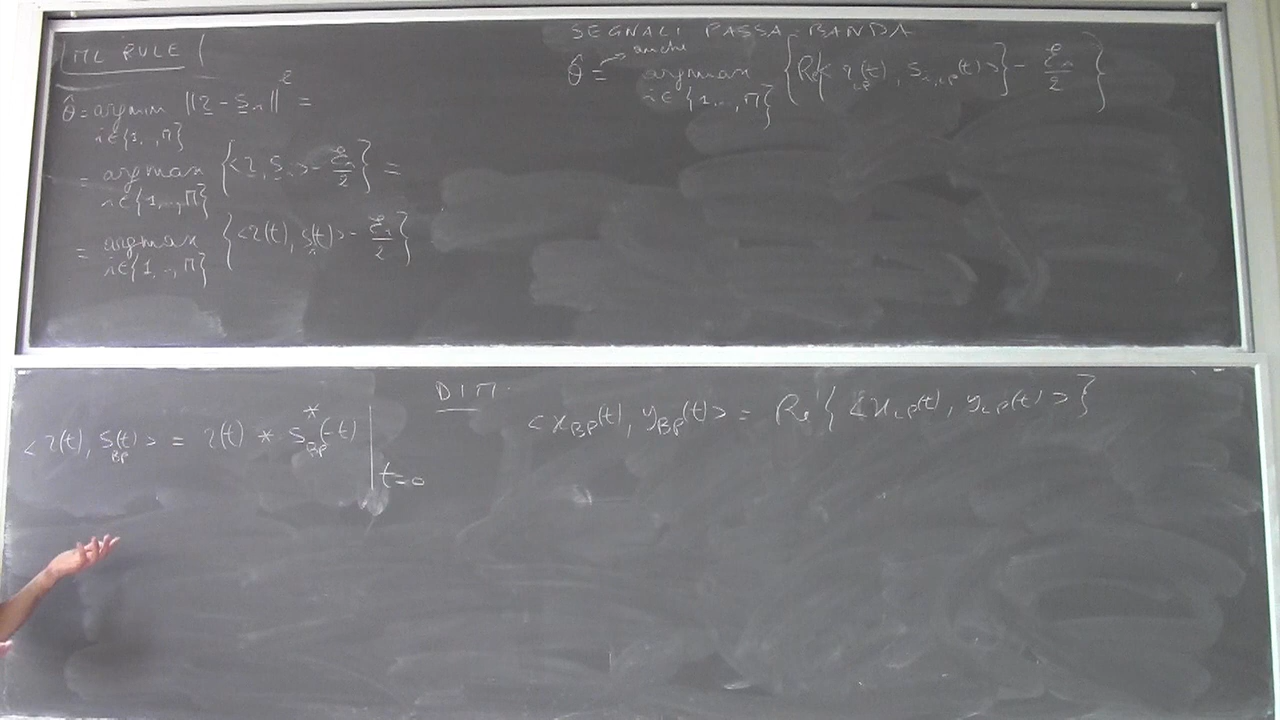 ML RULE
θ̂ = argmin ||r - s_i||² =
i∈{1,..,M}
= argmax {<r, s_i> - ℰ_i/2} =
i∈{1,..,M}
= argmax {<r(t), s_i(t)> - ℰ_i/2}
i∈{1,..,M}
SEGNALI PASSA-BANDA
anche
θ̂ = argmax {Re{<r_LP(t), s_i,LP(t)>} - ℰ_i/2}
i∈{1,..,M}
<r(t), s_BP(t)> = r(t) * s*_BP(-t) |t=0
DIM.
<x_BP(t), y_BP(t)> = Re{<x_LP(t), y_LP(t)>}